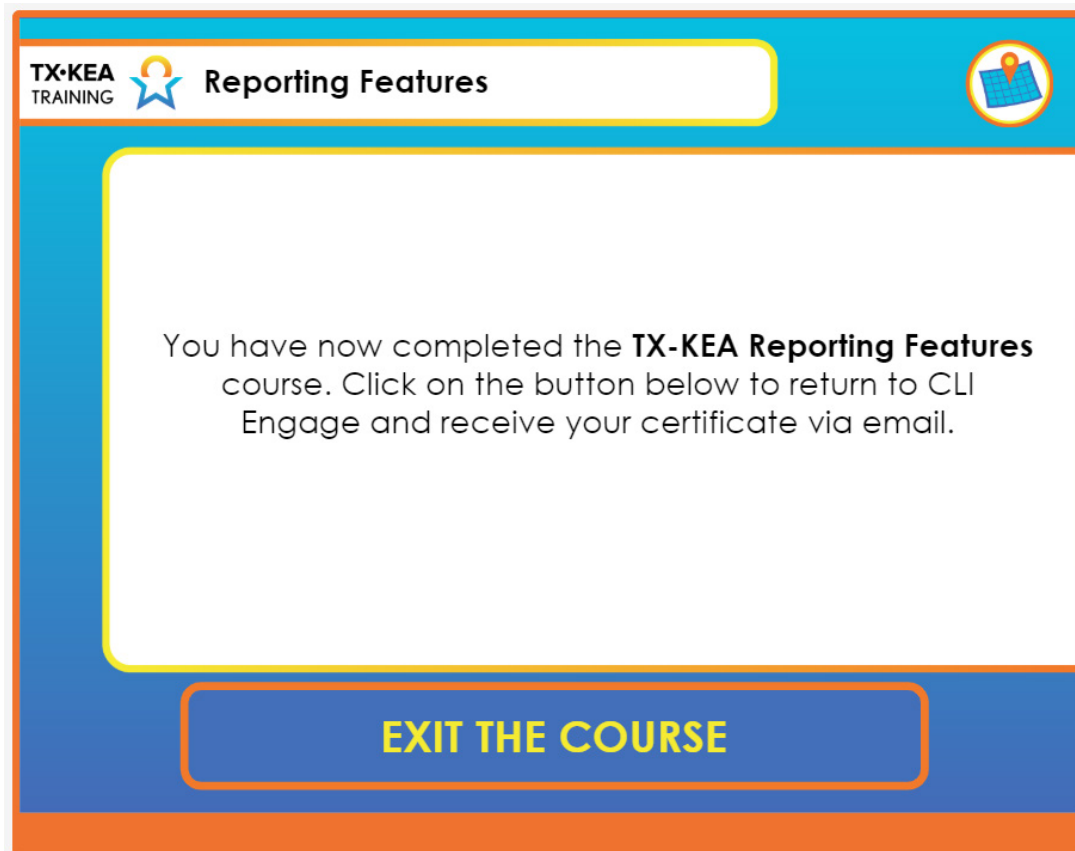 TX•KEA
TRAINING
Reporting Features
You have now completed the TX-KEA Reporting Features
course. Click on the button below to return to CLI
Engage and receive your certificate via email.
EXIT THE COURSE